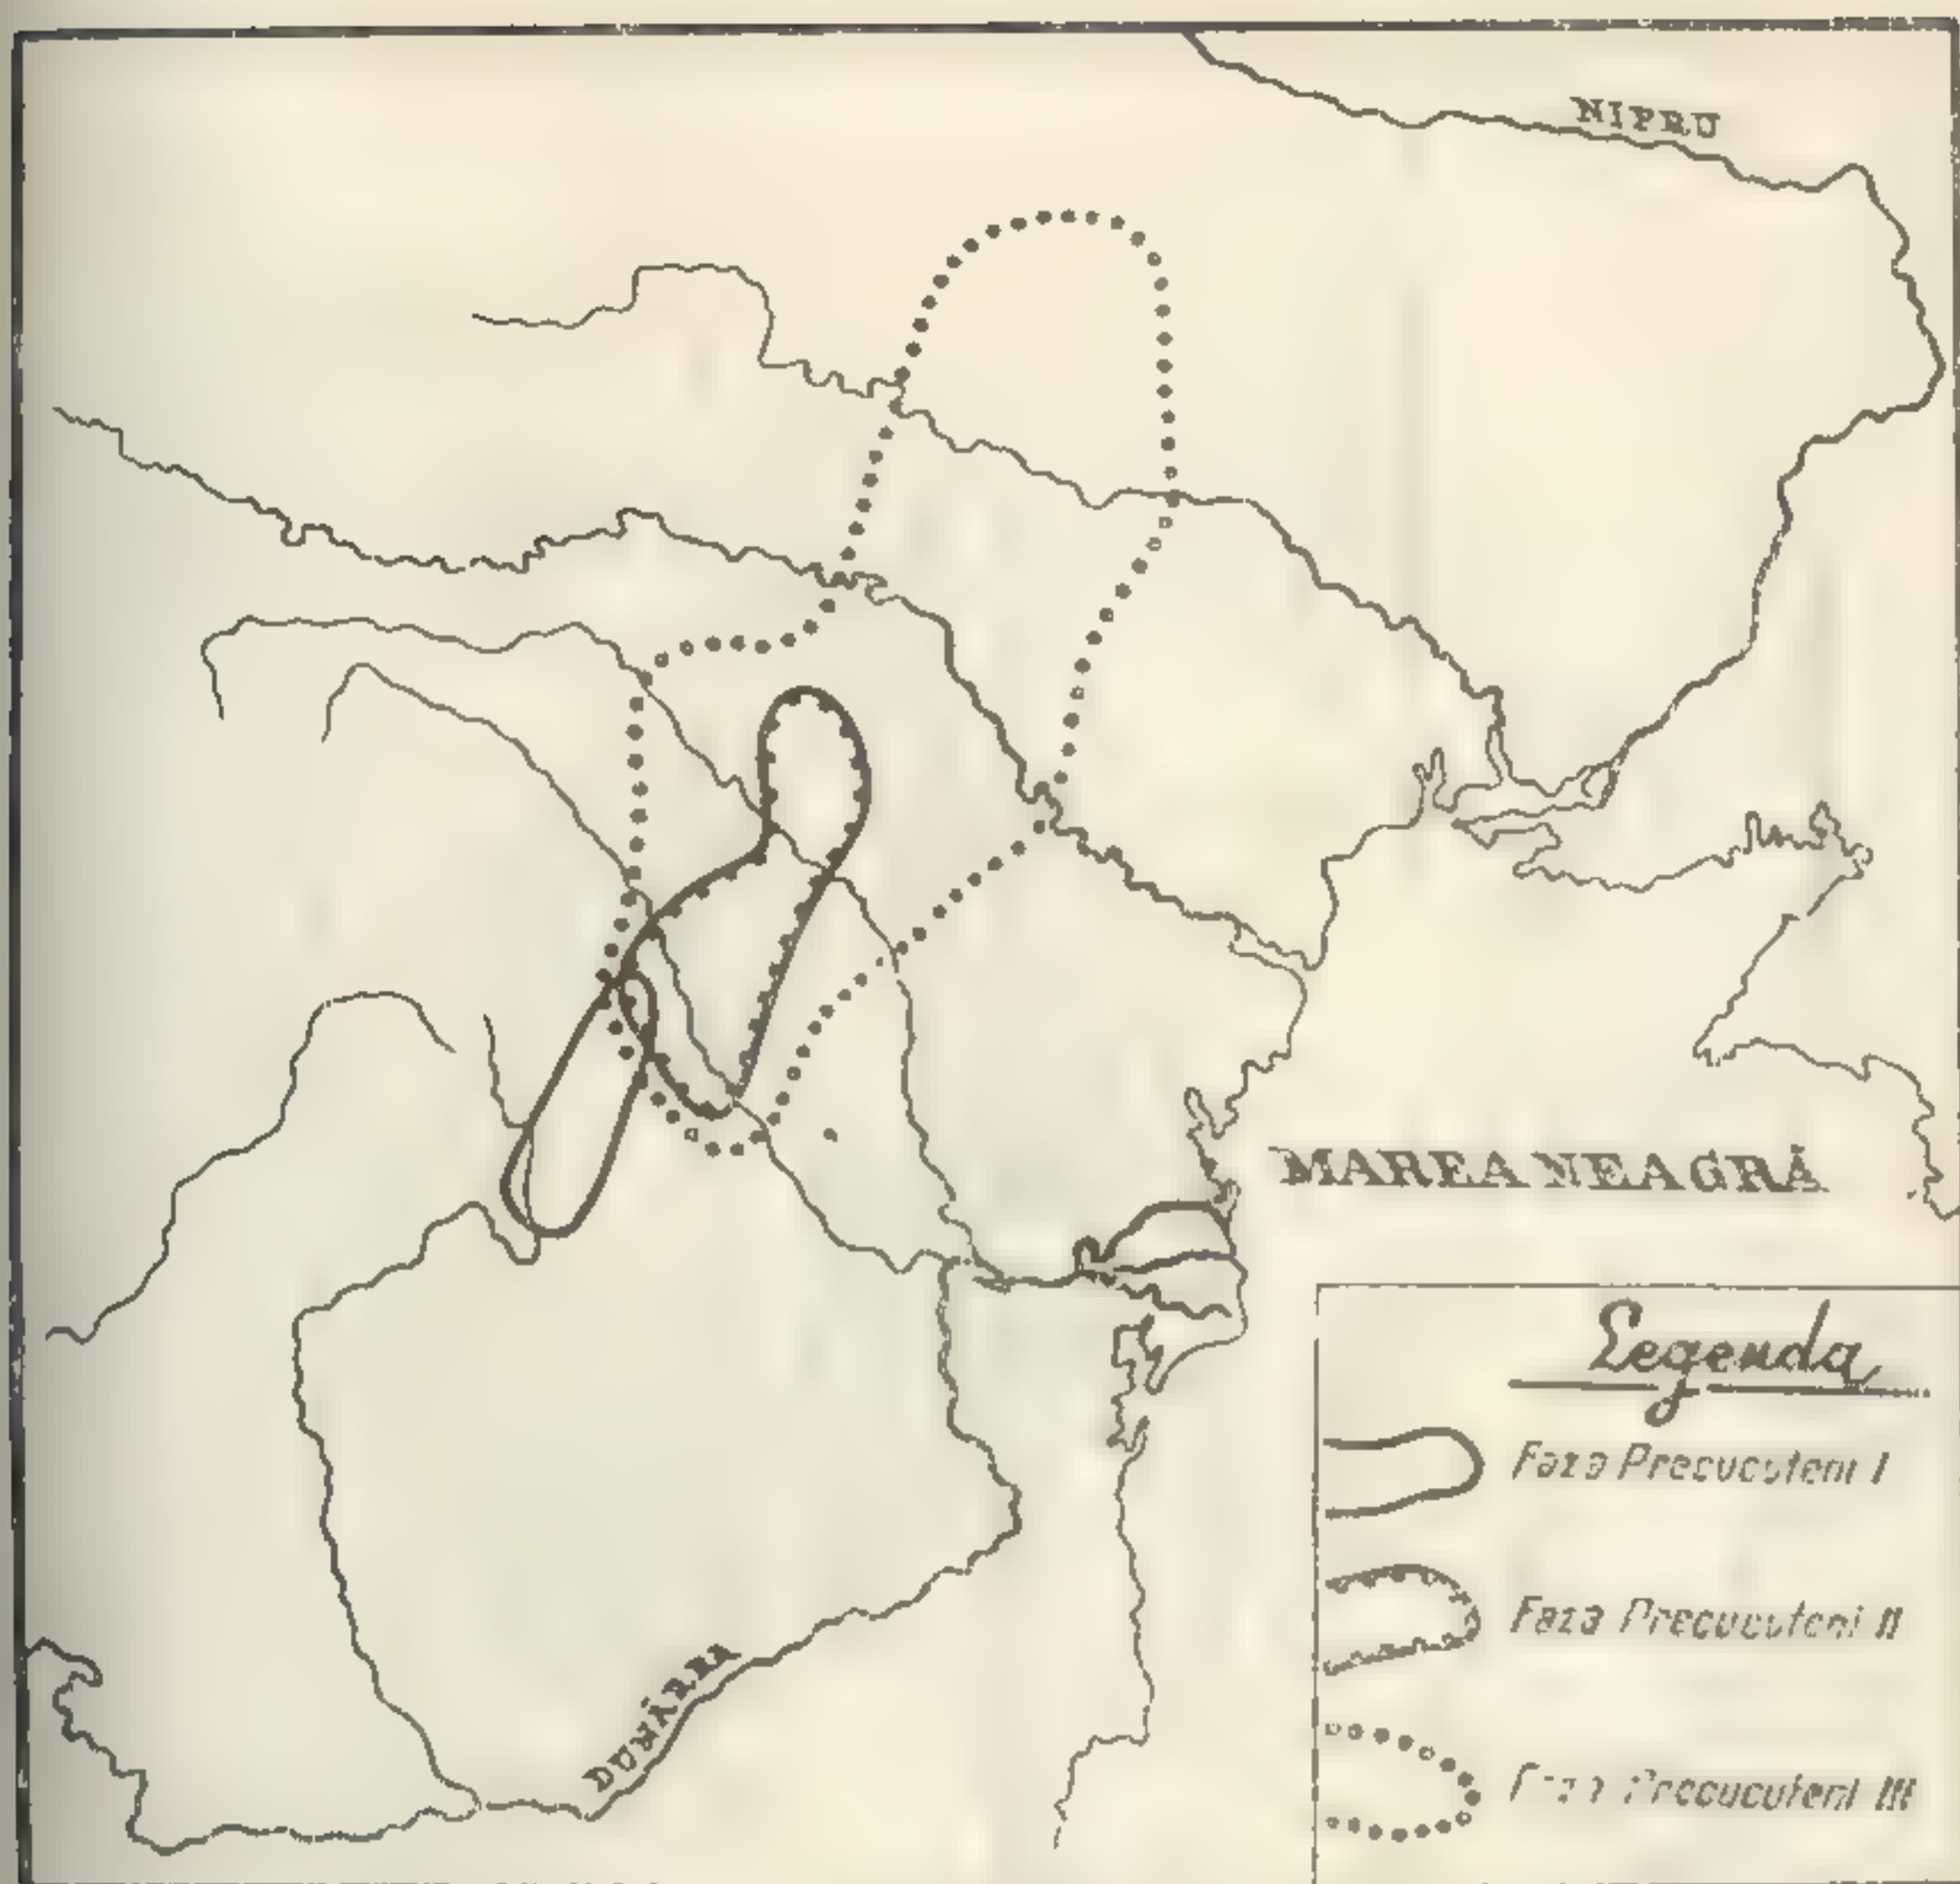 NIPRU
MAREA NEAGRĂ
DUNĂREA
Legenda
Faza Precucuteni I
Faza Precucuteni II
Precucuteni III